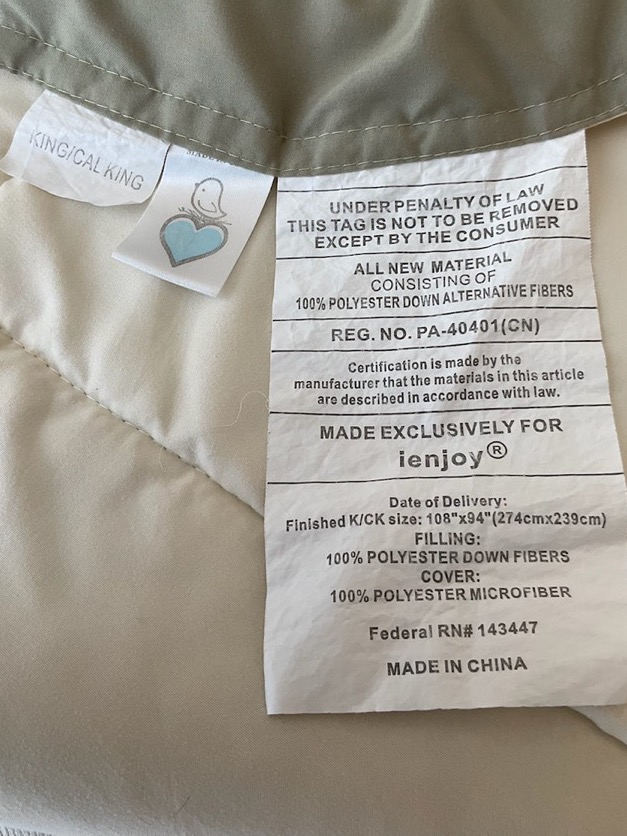 KING/CAL KING
UNDER PENALTY OF LAW
THIS TAG IS NOT TO BE REMOVED
EXCEPT BY THE CONSUMER
ALL NEW MATERIAL
CONSISTING OF
100% POLYESTER DOWN ALTERNATIVE FIBERS
REG. NO. PA-40401(CN)
Certification is made by the
manufacturer that the materials in this article
are described in accordance with law.
MADE EXCLUSIVELY FOR
ienjoy®
Date of Delivery:
Finished K/CK size: 108"x94"(274cmx239cm)
FILLING:
100% POLYESTER DOWN FIBERS
COVER:
100% POLYESTER MICROFIBER
Federal RN# 143447
MADE IN CHINA